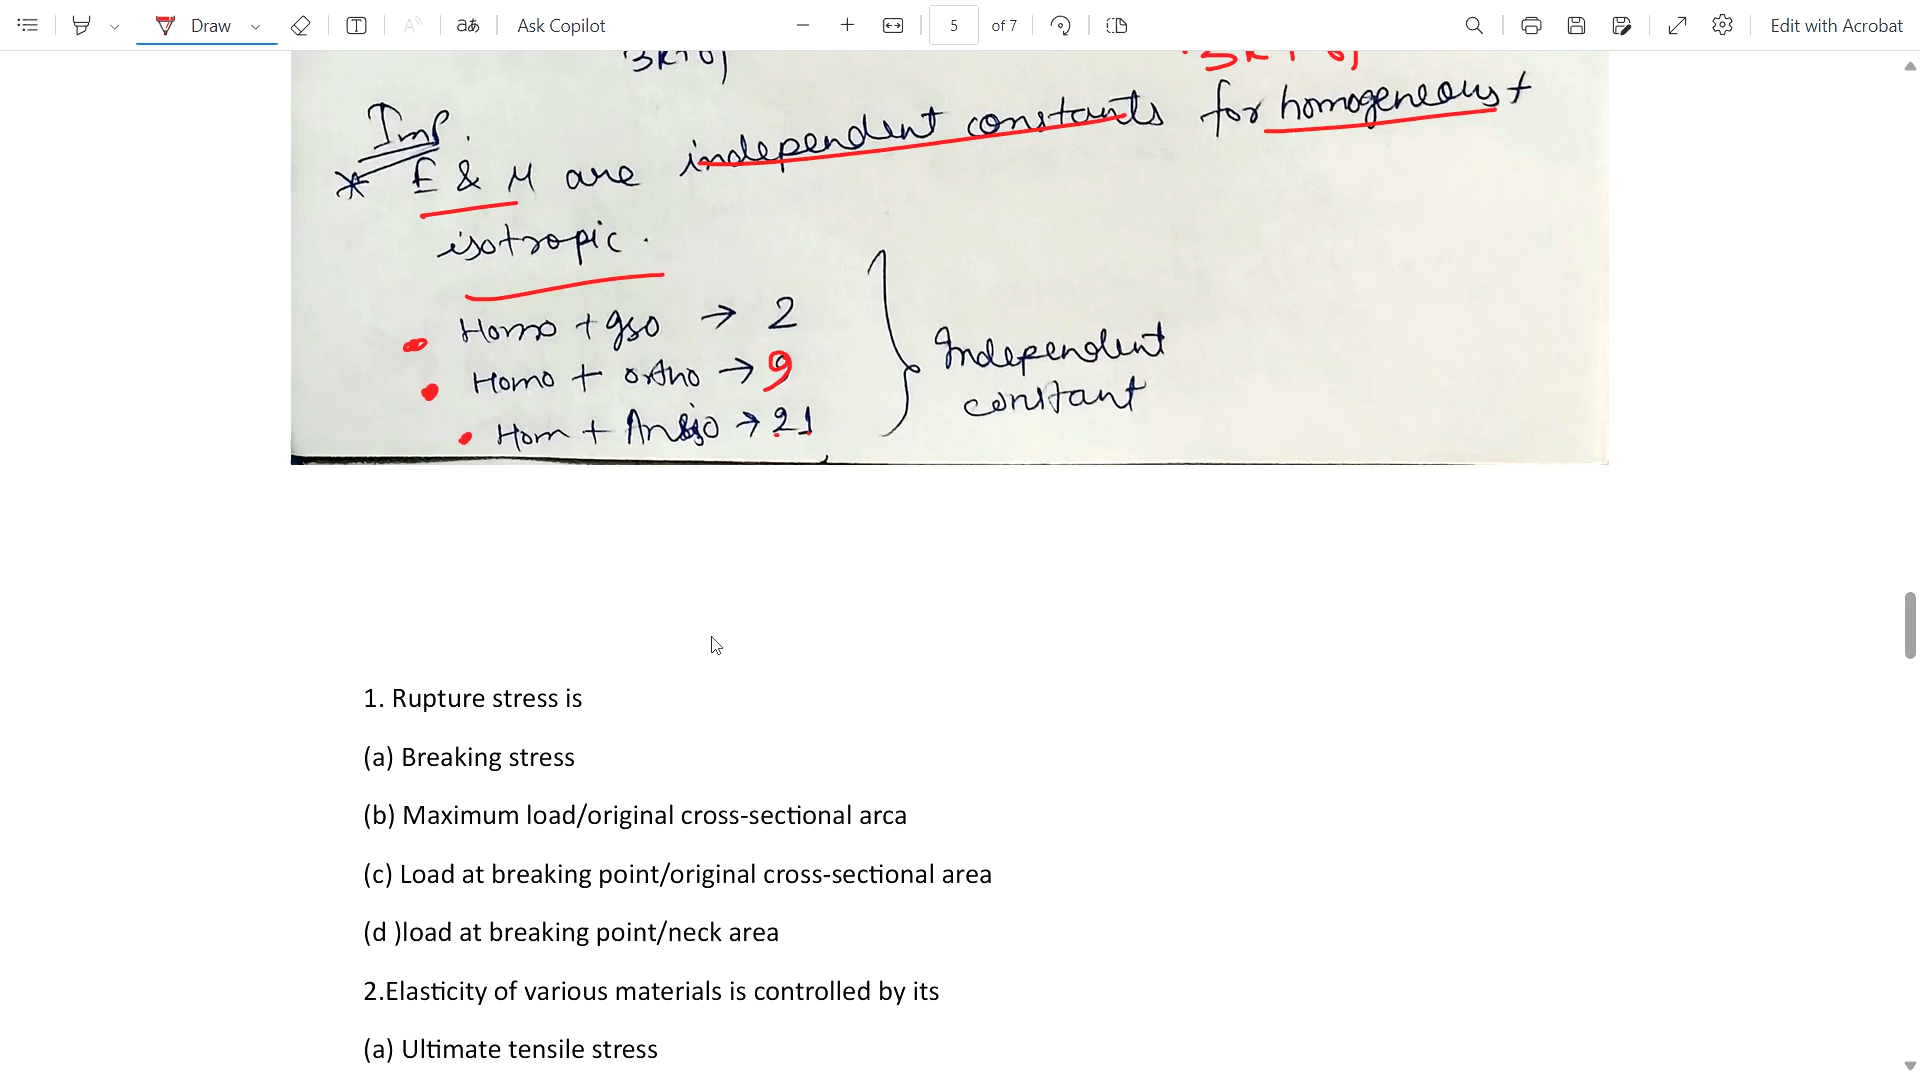 Draw
Ask Copilot
5 of 7
Edit with Acrobat
Imp.
* E & μ are independent constants for homogeneous +
isotropic.
Homo + Iso → 2
Homo + ortho → 9
Hom + Aniso → 21
Independent
constant
1. Rupture stress is
(a) Breaking stress
(b) Maximum load/original cross-sectional arca
(c) Load at breaking point/original cross-sectional area
(d )load at breaking point/neck area
2.Elasticity of various materials is controlled by its
(a) Ultimate tensile stress